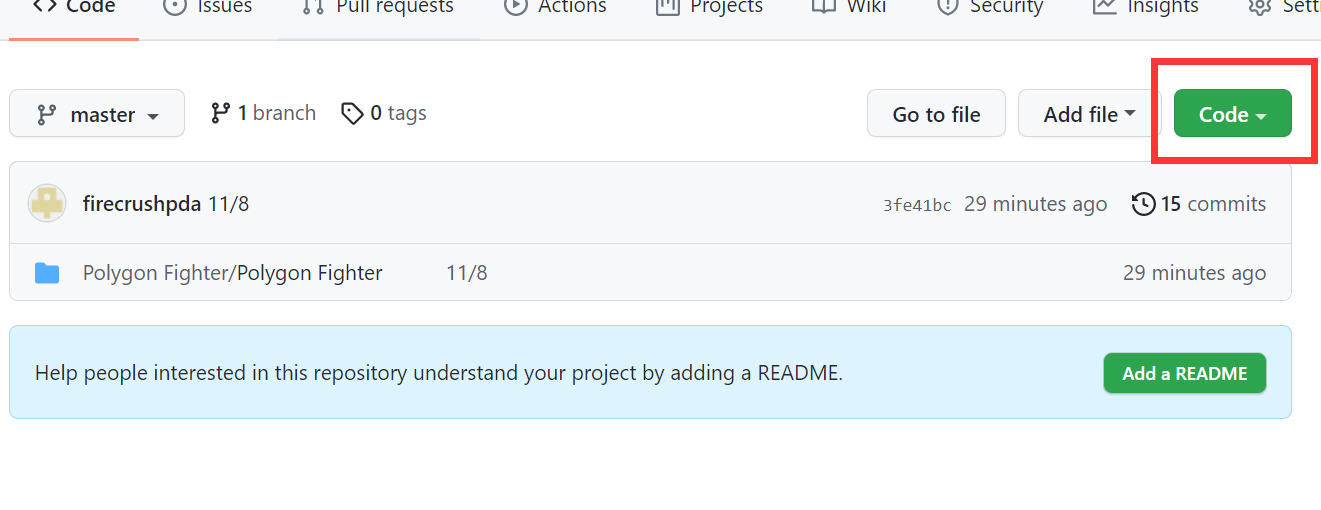 Code Issues Pull requests Actions Projects Wiki Security Insights
master 1 branch 0 tags Go to file Add file Code
firecrushpda 11/8 3fe41bc 29 minutes ago 15 commits
Polygon Fighter/Polygon Fighter 11/8 29 minutes ago
Help people interested in this repository understand your project by adding a README. Add a README